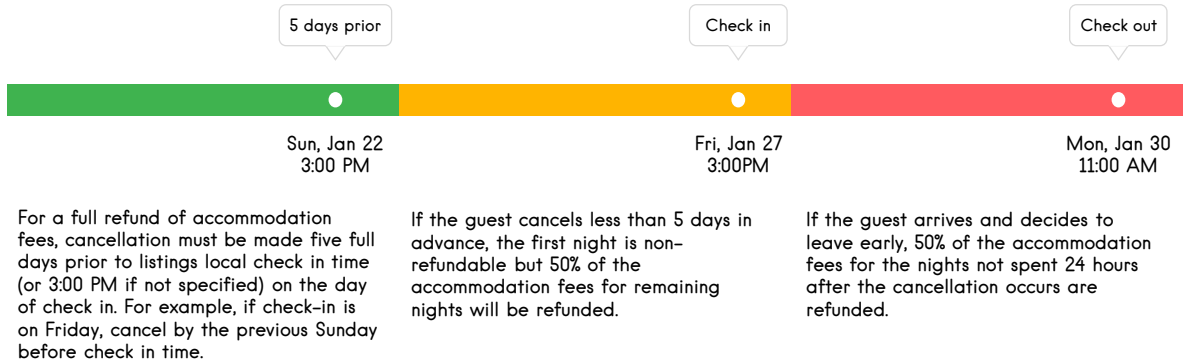 5 days prior
Check in
Check out
Sun, Jan 22
3:00 PM
Fri, Jan 27
3:00PM
Mon, Jan 30
11:00 AM
For a full refund of accommodation
fees, cancellation must be made five full
days prior to listings local check in time
(or 3:00 PM if not specified) on the day
of check in. For example, if check-in is
on Friday, cancel by the previous Sunday
before check in time.
If the guest cancels less than 5 days in
advance, the first night is non-
refundable but 50% of the
accommodation fees for remaining
nights will be refunded.
If the guest arrives and decides to
leave early, 50% of the accommodation
fees for the nights not spent 24 hours
after the cancellation occurs are
refunded.